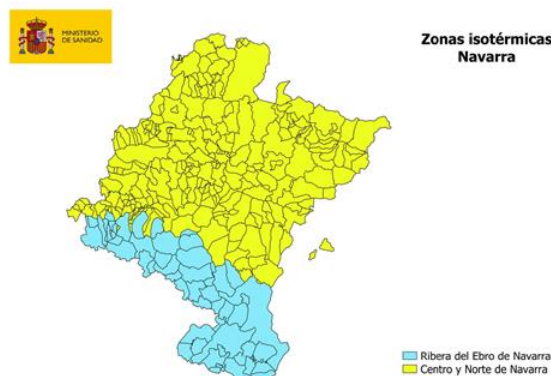 MINISTERIO
DE SANIDAD
Zonas isotérmicas
Navarra
Ribera del Ebro de Navarra
Centro y Norte de Navarra